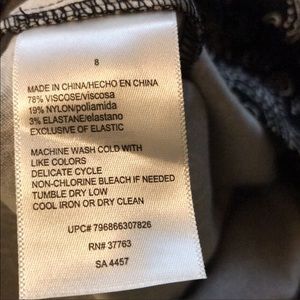 8
MADE IN CHINA/HECHO EN CHINA
78% VISCOSE/viscosa
19% NYLON/poliamida
3% ELASTANE/elastano
EXCLUSIVE OF ELASTIC
MACHINE WASH COLD WITH
LIKE COLORS
DELICATE CYCLE
NON-CHLORINE BLEACH IF NEEDED
TUMBLE DRY LOW
COOL IRON OR DRY CLEAN
UPC# 796866307826
RN# 37763
SA 4457